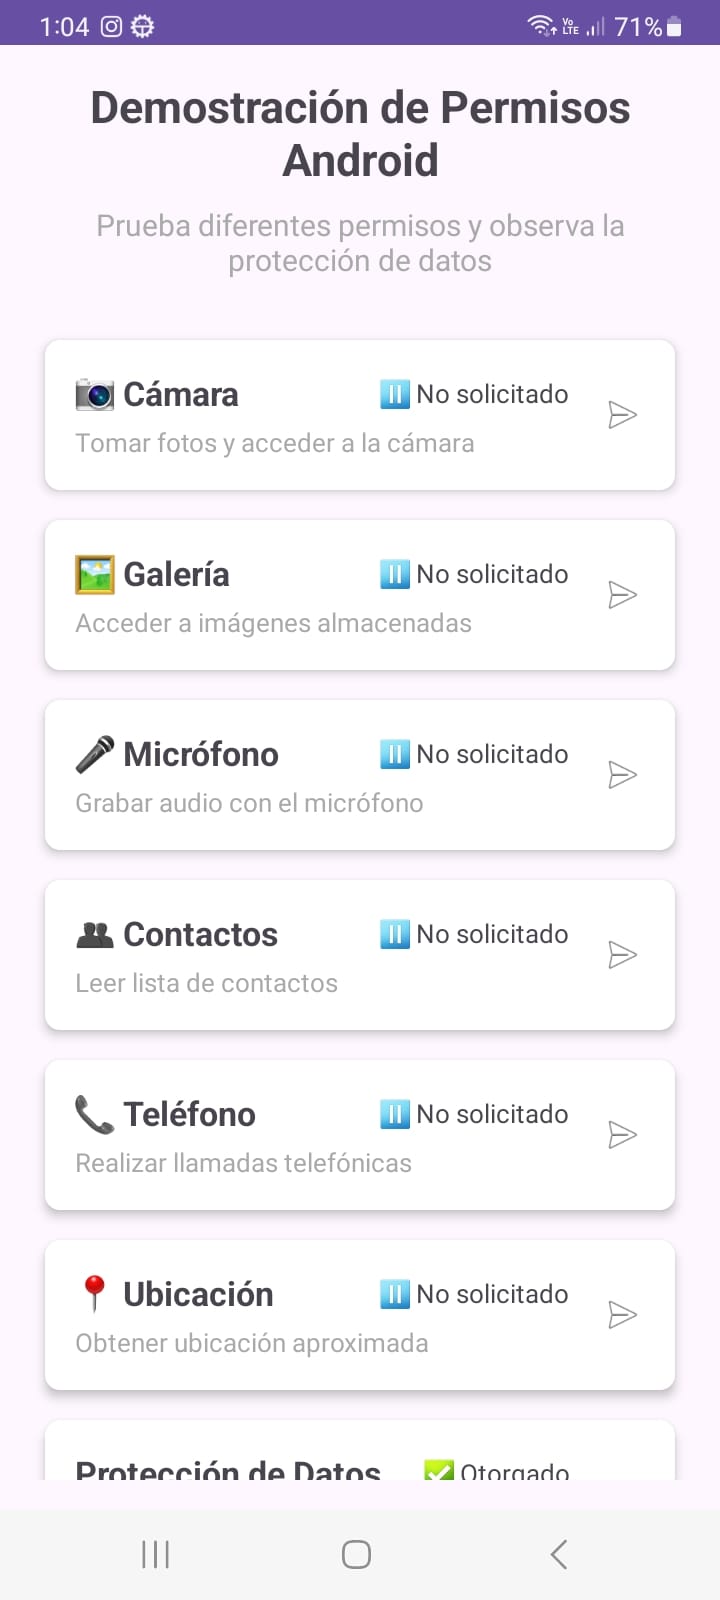 1:04
Vo LTE 71%
Demostración de Permisos
Android
Prueba diferentes permisos y observa la
protección de datos
Cámara No solicitado
Tomar fotos y acceder a la cámara
Galería No solicitado
Acceder a imágenes almacenadas
Micrófono No solicitado
Grabar audio con el micrófono
Contactos No solicitado
Leer lista de contactos
Teléfono No solicitado
Realizar llamadas telefónicas
Ubicación No solicitado
Obtener ubicación aproximada
Protección de Datos Otorgado